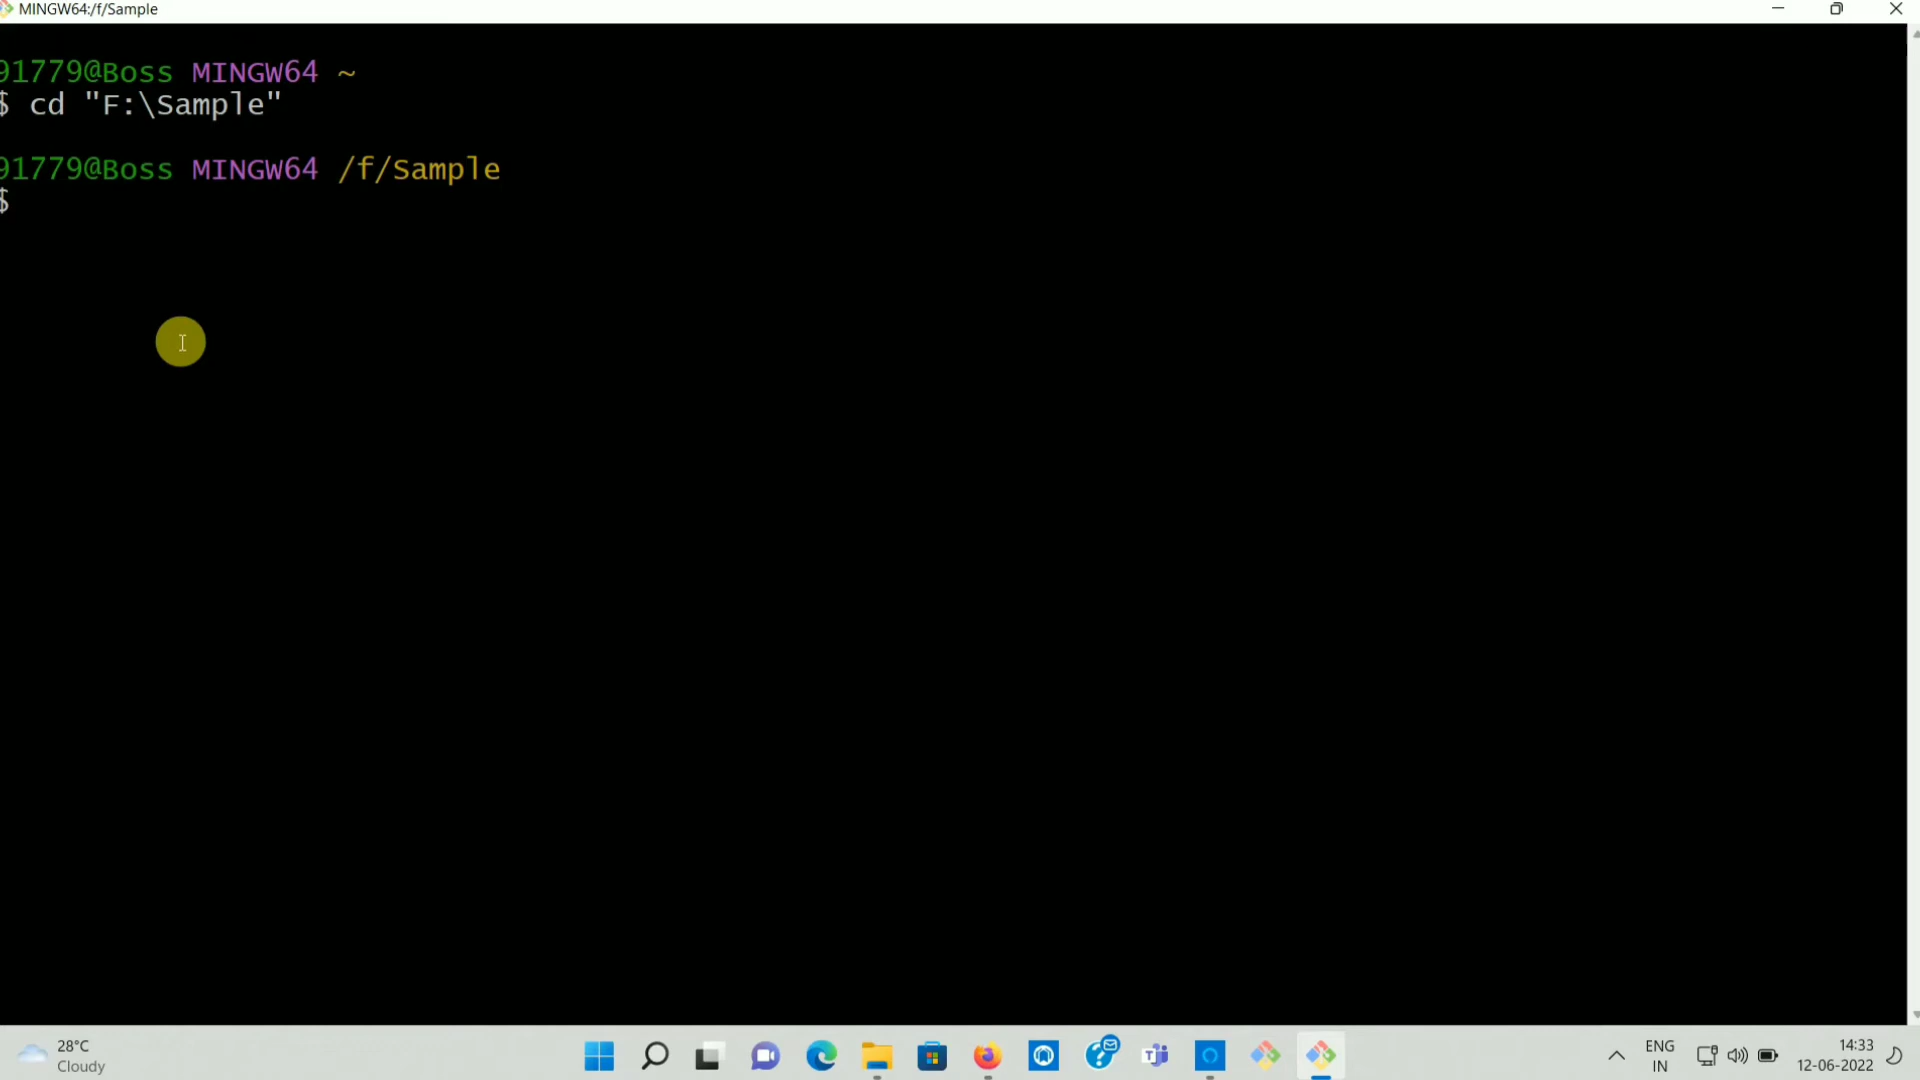 MINGW64:/f/Sample
91779@Boss MINGW64 ~
$ cd "F:\Sample"
91779@Boss MINGW64 /f/Sample
$
28°C
Cloudy
ENG
IN
14:33
12-06-2022